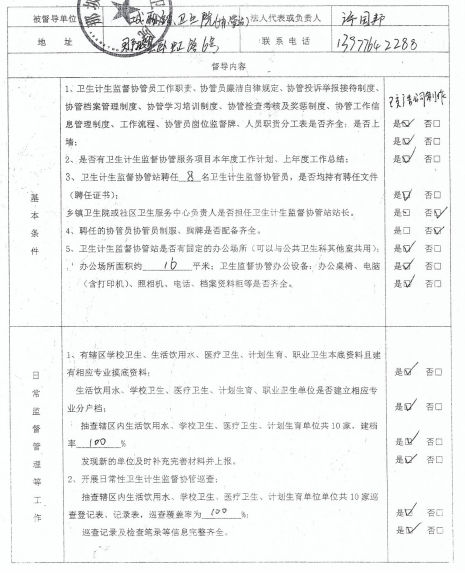 被督导单位 卫生院(协管站) 法人代表或负责人 许国邦
地 址 虹路6号 联系电话 13977642288
督导内容
基本条件
1、卫生计生监督协管员工作职责、协管员廉洁自律规定、协管投诉举报接待制度、
协管档案管理制度、协管学习培训制度、协管检查考核及奖惩制度、协管工作信
息管理制度、工作流程、协管员岗位监督牌、人员职责分工表是否齐全;是否上
墙; 是☑ 否□
广告公司制作
2、是否有卫生计生监督协管服务项目本年度工作计划、上年度工作总结; 是☑ 否□
3、卫生计生监督协管站聘任 8 名卫生计生监督协管员,是否均持有聘任文件
(聘任证书); 是☑ 否□
乡镇卫生院或社区卫生服务中心负责人是否担任卫生计生监督协管站站长。 是□ 否☑
4、聘任的协管员协管员制服、胸牌是否配备齐全。 是□ 否☑
5、卫生计生监督协管站是否有固定的办公场所(可以与公共卫生科其他室共用); 是☑ 否□
办公场所面积约 16 平米;卫生监督协管办公设备:办公桌椅、电脑 是☑ 否□
(含打印机)、照相机、电话、档案资料柜等是否齐全。 是☑ 否□
日常监督管理等工作
1、有辖区学校卫生、生活饮用水、医疗卫生、计划生育、职业卫生本底资料且建
有相应专业摸底资料; 是☑ 否□
生活饮用水、学校卫生、医疗卫生、计划生育、职业卫生单位是否建立相应专
业分户档; 是☑ 否□
抽查辖区内生活饮用水、学校卫生、医疗卫生、计划生育单位共10家,建档
率 100 % 是☑ 否□
发现新的单位及时补充完善材料并上报。 是☑ 否□
2、开展日常性卫生计生监督协管巡查;
抽查辖区内生活饮用水、学校卫生、医疗卫生、计划生育单位单位共10家巡
查登记表、记录表,巡查覆盖率为 100 %; 是☑ 否□
巡查记录及检查笔录等信息完整齐全。 是☑ 否□